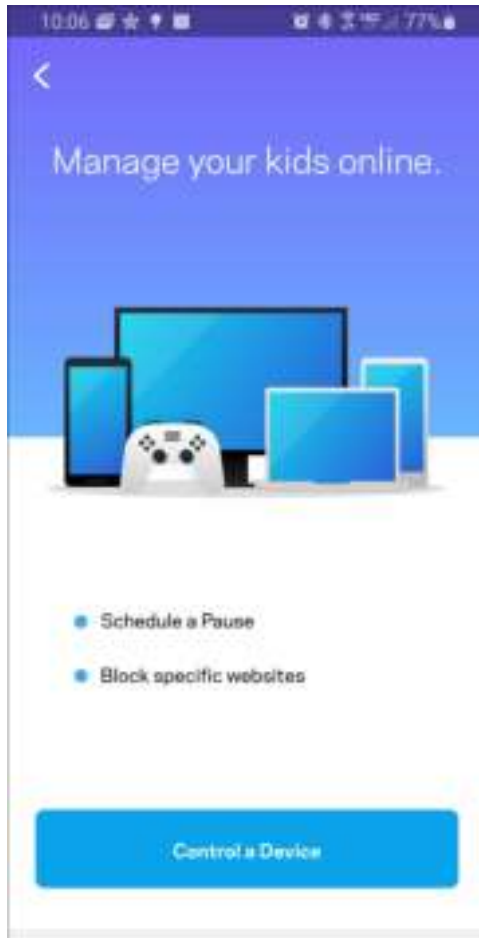 10:06 77%
Manage your kids online.
Schedule a Pause
Block specific websites
Control a Device